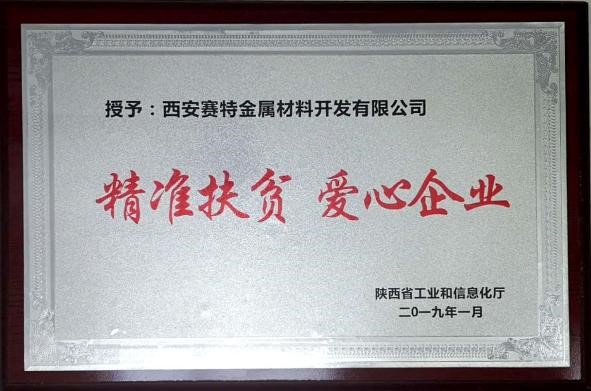 授予：西安赛特金属材料开发有限公司
精准扶贫 爱心企业
陕西省工业和信息化厅
二〇一九年一月